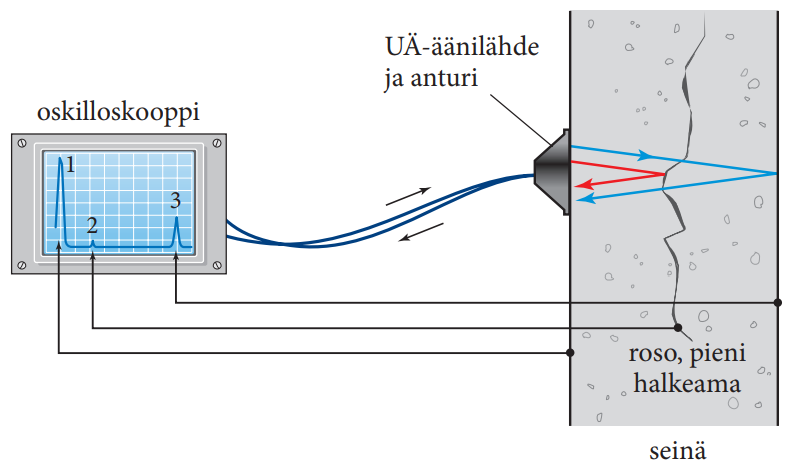 UÄ-äänilähde
ja anturi
oskilloskooppi
1
2
3
roso, pieni
halkeama
seinä